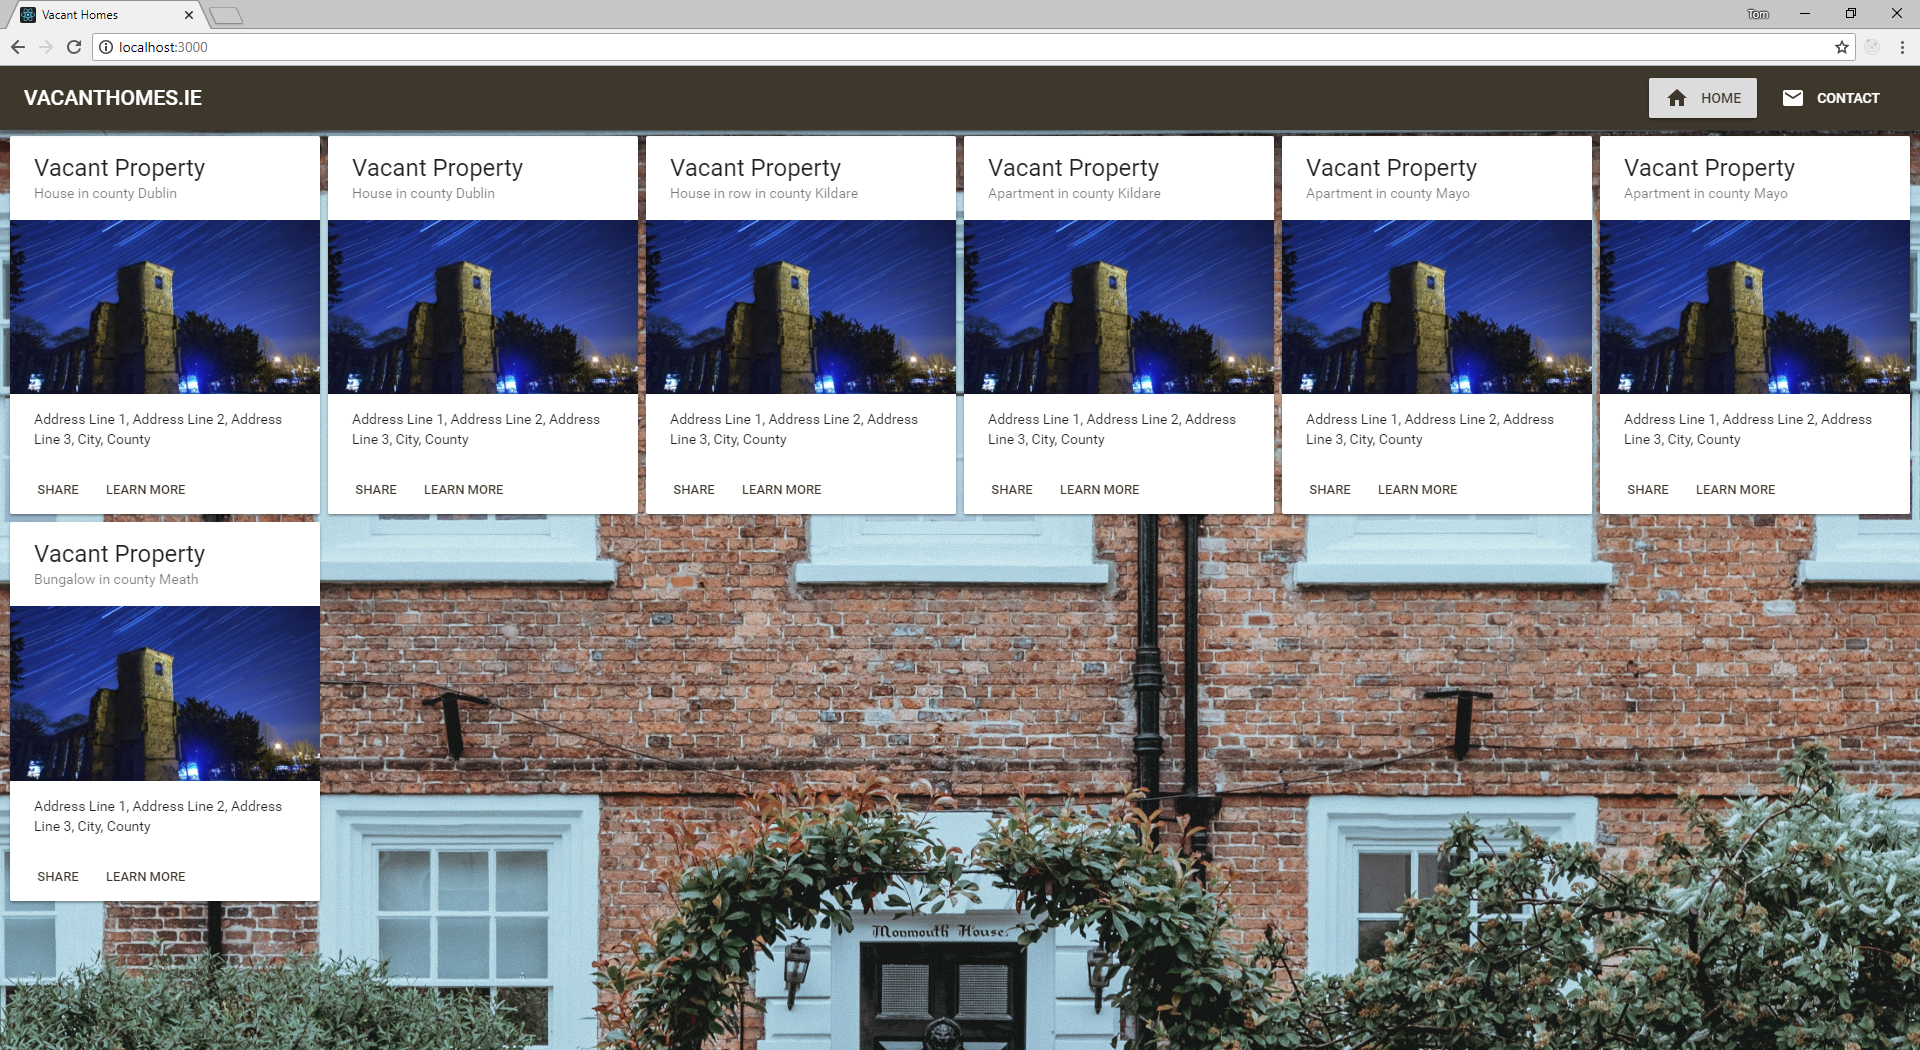 Vacant Homes
Tom
localhost:3000
VACANTHOMES.IE
HOME
CONTACT
Vacant Property
House in county Dublin
Address Line 1, Address Line 2, Address
Line 3, City, County
SHARE LEARN MORE
Vacant Property
House in county Dublin
Address Line 1, Address Line 2, Address
Line 3, City, County
SHARE LEARN MORE
Vacant Property
House in row in county Kildare
Address Line 1, Address Line 2, Address
Line 3, City, County
SHARE LEARN MORE
Vacant Property
Apartment in county Kildare
Address Line 1, Address Line 2, Address
Line 3, City, County
SHARE LEARN MORE
Vacant Property
Apartment in county Mayo
Address Line 1, Address Line 2, Address
Line 3, City, County
SHARE LEARN MORE
Vacant Property
Apartment in county Mayo
Address Line 1, Address Line 2, Address
Line 3, City, County
SHARE LEARN MORE
Vacant Property
Bungalow in county Meath
Address Line 1, Address Line 2, Address
Line 3, City, County
SHARE LEARN MORE
Monmouth House.